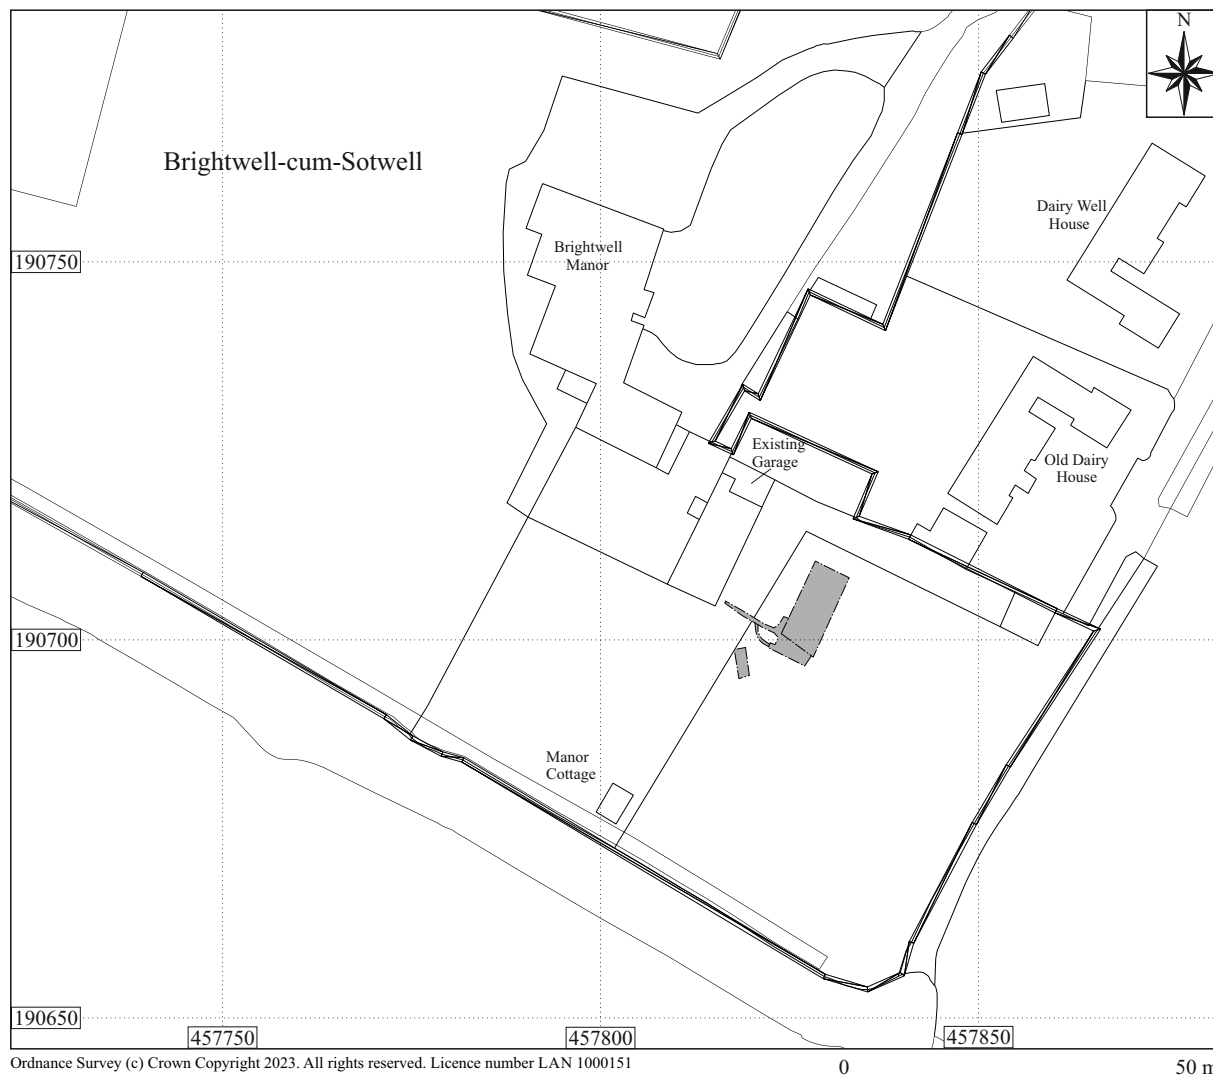 N
Brightwell-cum-Sotwell
Dairy Well
House
Brightwell
Manor
190750
Existing
Garage
Old Dairy
House
190700
Manor
Cottage
190650
457750
457800
457850
Ordnance Survey (c) Crown Copyright 2023. All rights reserved. Licence number LAN 1000151
0
50 m